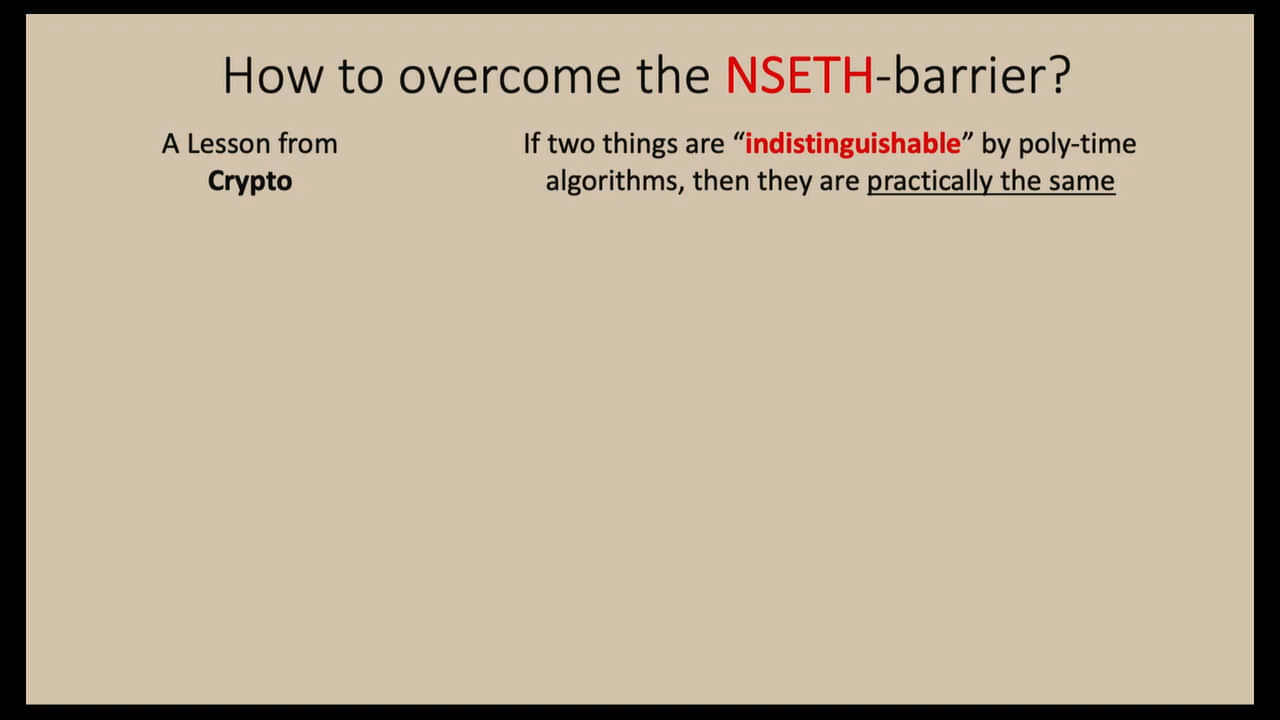 How to overcome the NSETH-barrier?
A Lesson from
Crypto
If two things are “indistinguishable” by poly-time
algorithms, then they are practically the same